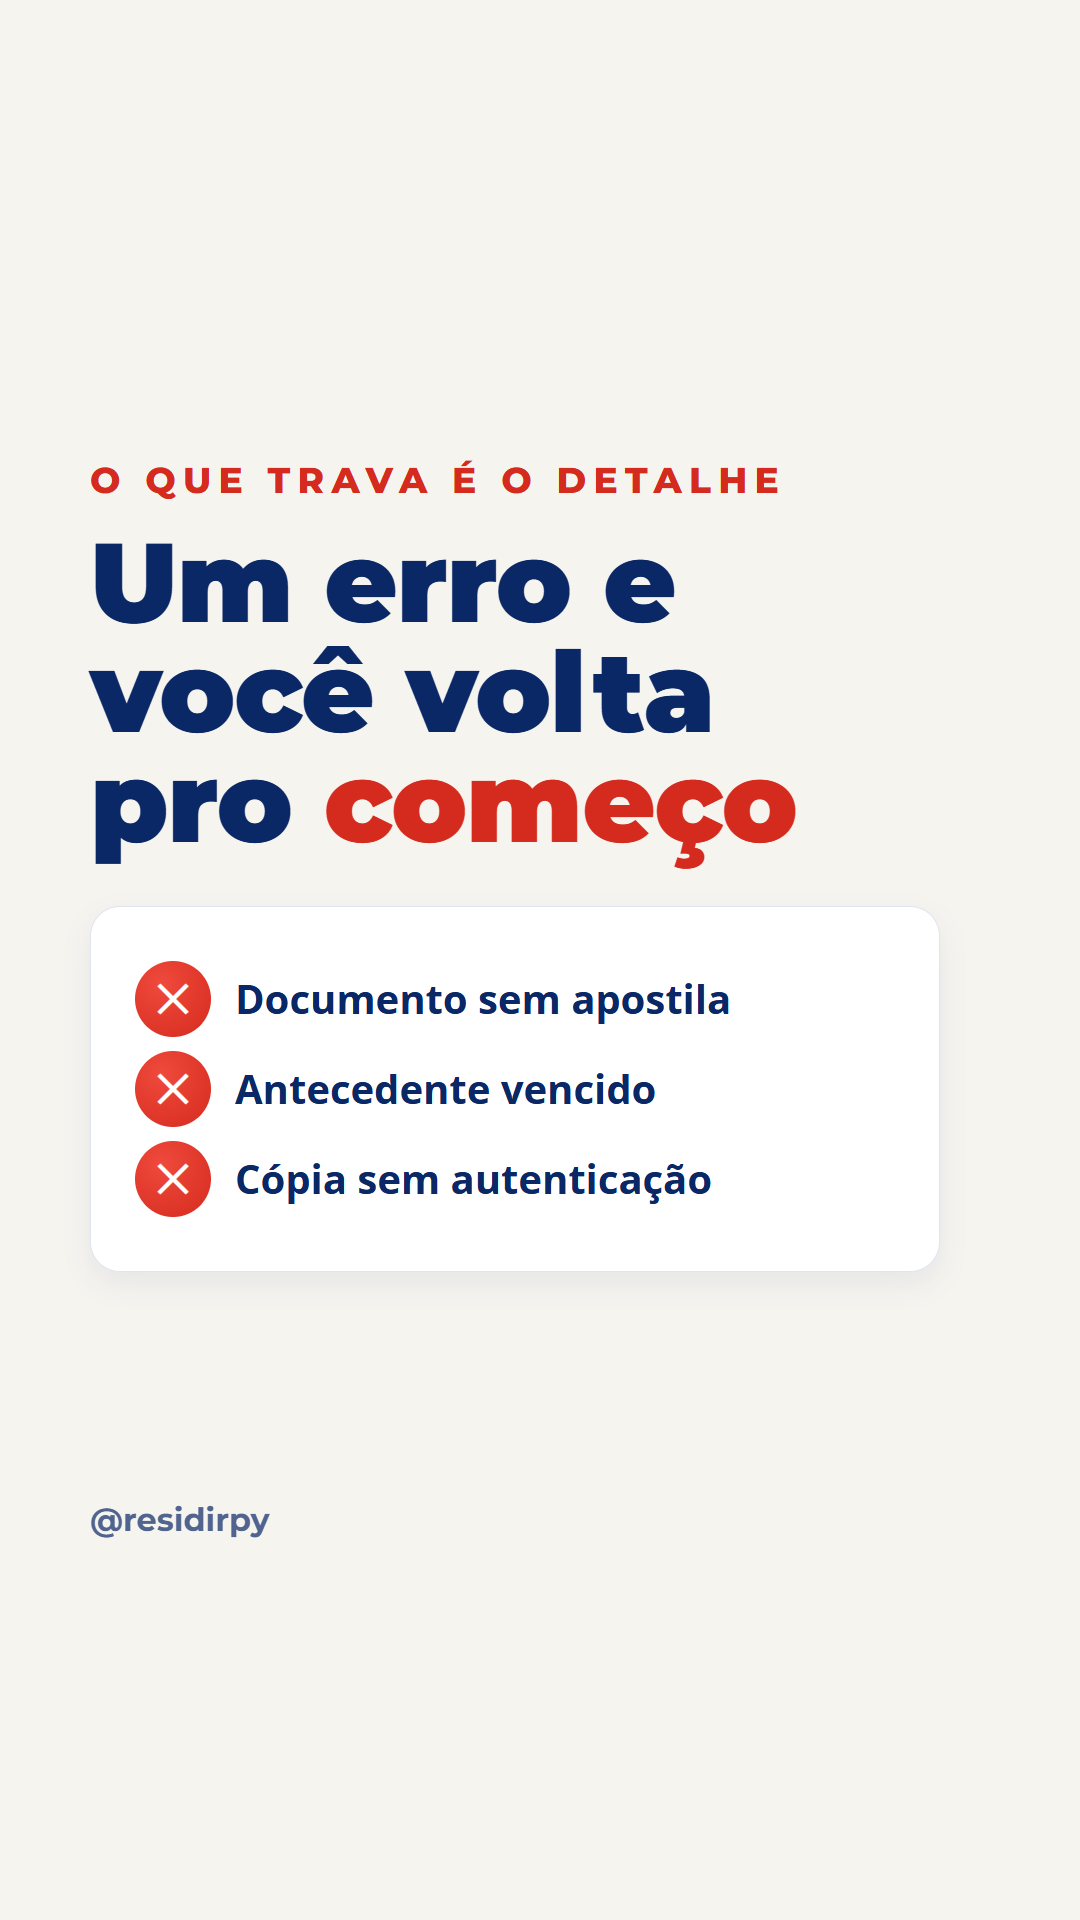 O QUE TRAVA É O DETALHE
Um erro e
você volta
pro começo
Documento sem apostila
Antecedente vencido
Cópia sem autenticação
@residirpy